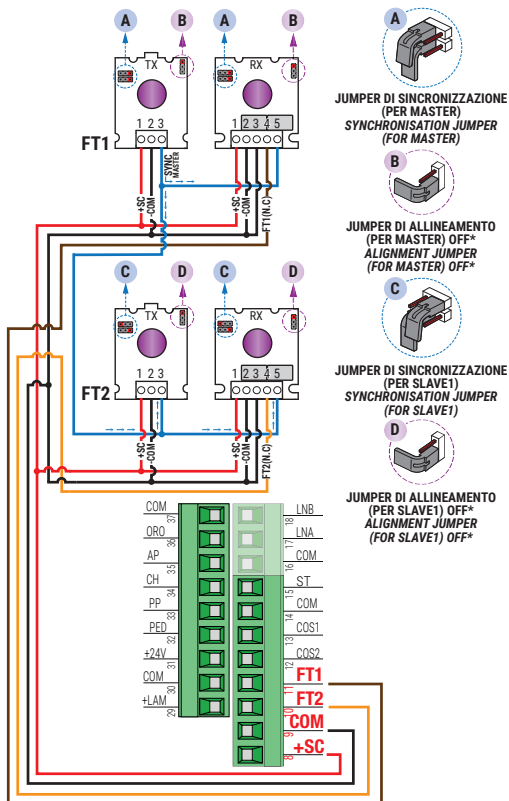 A
B
A
B
TX
RX
1 2 3
1 2 3 4 5
FT1
+SC
-COM
SYNC
MASTER
+SC
-COM
FT1(N.C)
C
D
C
D
TX
RX
1 2 3
1 2 3 4 5
FT2
+SC
-COM
+SC
-COM
FT2(N.C)
A
JUMPER DI SINCRONIZZAZIONE
(PER MASTER)
SYNCHRONISATION JUMPER
(FOR MASTER)
B
JUMPER DI ALLINEAMENTO
(PER MASTER) OFF*
ALIGNMENT JUMPER
(FOR MASTER) OFF*
C
JUMPER DI SINCRONIZZAZIONE
(PER SLAVE1)
SYNCHRONISATION JUMPER
(FOR SLAVE1)
D
JUMPER DI ALLINEAMENTO
(PER SLAVE1) OFF*
ALIGNMENT JUMPER
(FOR SLAVE1) OFF*
COM 37
ORO 36
AP 35
CH 34
PP 33
PED 32
+24V 31
COM 30
+LAM 29
LNB 18
LNA 17
COM 16
ST 15
COM 14
COS1 13
COS2 12
FT1 11
FT2 10
COM 9
+SC 8